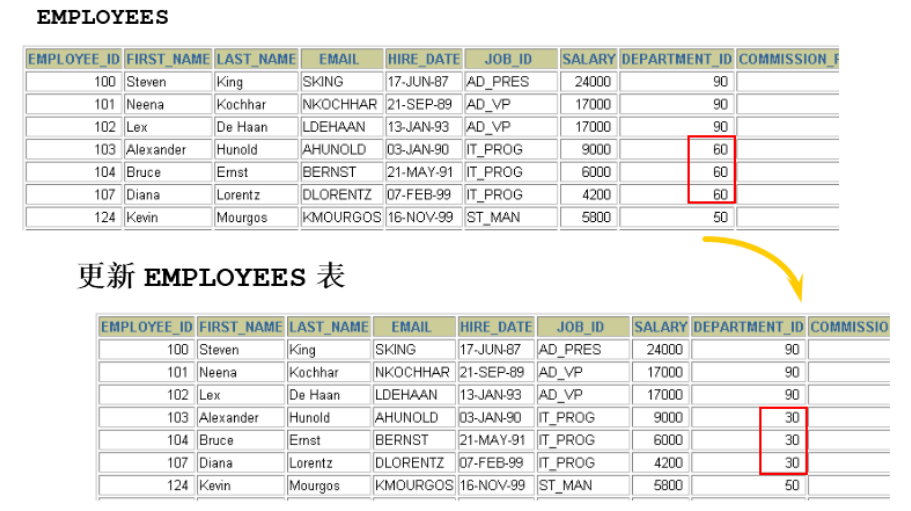 EMPLOYEES
EMPLOYEE_ID FIRST_NAME LAST_NAME EMAIL HIRE_DATE JOB_ID SALARY DEPARTMENT_ID COMMISSION_P
100 Steven King SKING 17-JUN-87 AD_PRES 24000 90
101 Neena Kochhar NKOCHHAR 21-SEP-89 AD_VP 17000 90
102 Lex De Haan LDEHAAN 13-JAN-93 AD_VP 17000 90
103 Alexander Hunold AHUNOLD 03-JAN-90 IT_PROG 9000 60
104 Bruce Ernst BERNST 21-MAY-91 IT_PROG 6000 60
107 Diana Lorentz DLORENTZ 07-FEB-99 IT_PROG 4200 60
124 Kevin Mourgos KMOURGOS 16-NOV-99 ST_MAN 5800 50
更新 EMPLOYEES 表
EMPLOYEE_ID FIRST_NAME LAST_NAME EMAIL HIRE_DATE JOB_ID SALARY DEPARTMENT_ID COMMISSIO
100 Steven King SKING 17-JUN-87 AD_PRES 24000 90
101 Neena Kochhar NKOCHHAR 21-SEP-89 AD_VP 17000 90
102 Lex De Haan LDEHAAN 13-JAN-93 AD_VP 17000 90
103 Alexander Hunold AHUNOLD 03-JAN-90 IT_PROG 9000 30
104 Bruce Ernst BERNST 21-MAY-91 IT_PROG 6000 30
107 Diana Lorentz DLORENTZ 07-FEB-99 IT_PROG 4200 30
124 Kevin Mourgos KMOURGOS 16-NOV-99 ST_MAN 5800 50